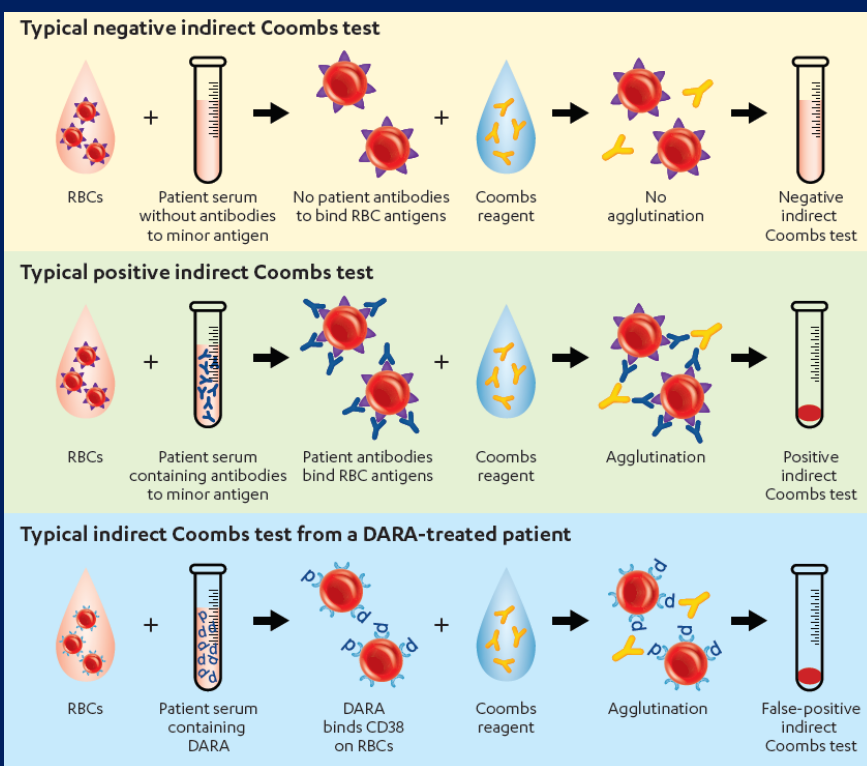 Typical negative indirect Coombs test
+
+
RBCs
Patient serum
without antibodies
to minor antigen
No patient antibodies
to bind RBC antigens
Coombs
reagent
No
agglutination
Negative
indirect
Coombs test
Typical positive indirect Coombs test
+
+
RBCs
Patient serum
containing antibodies
to minor antigen
Patient antibodies
bind RBC antigens
Coombs
reagent
Agglutination
Positive
indirect
Coombs test
Typical indirect Coombs test from a DARA-treated patient
+
+
d d d d d
d d d d
RBCs
Patient serum
containing
DARA
DARA
binds CD38
on RBCs
Coombs
reagent
Agglutination
False-positive
indirect
Coombs test